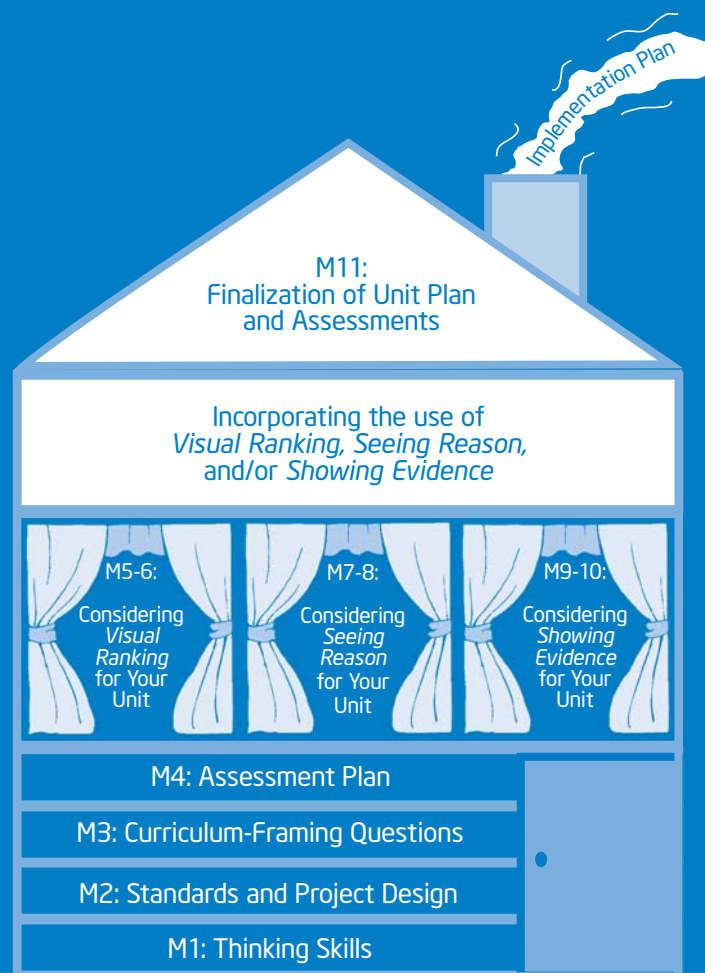 Implementation Plan
M11:
Finalization of Unit Plan
and Assessments
Incorporating the use of
Visual Ranking, Seeing Reason,
and/or Showing Evidence
M5-6:
Considering
Visual
Ranking
for Your
Unit
M7-8:
Considering
Seeing
Reason
for Your
Unit
M9-10:
Considering
Showing
Evidence
for Your
Unit
M4: Assessment Plan
M3: Curriculum-Framing Questions
M2: Standards and Project Design
M1: Thinking Skills